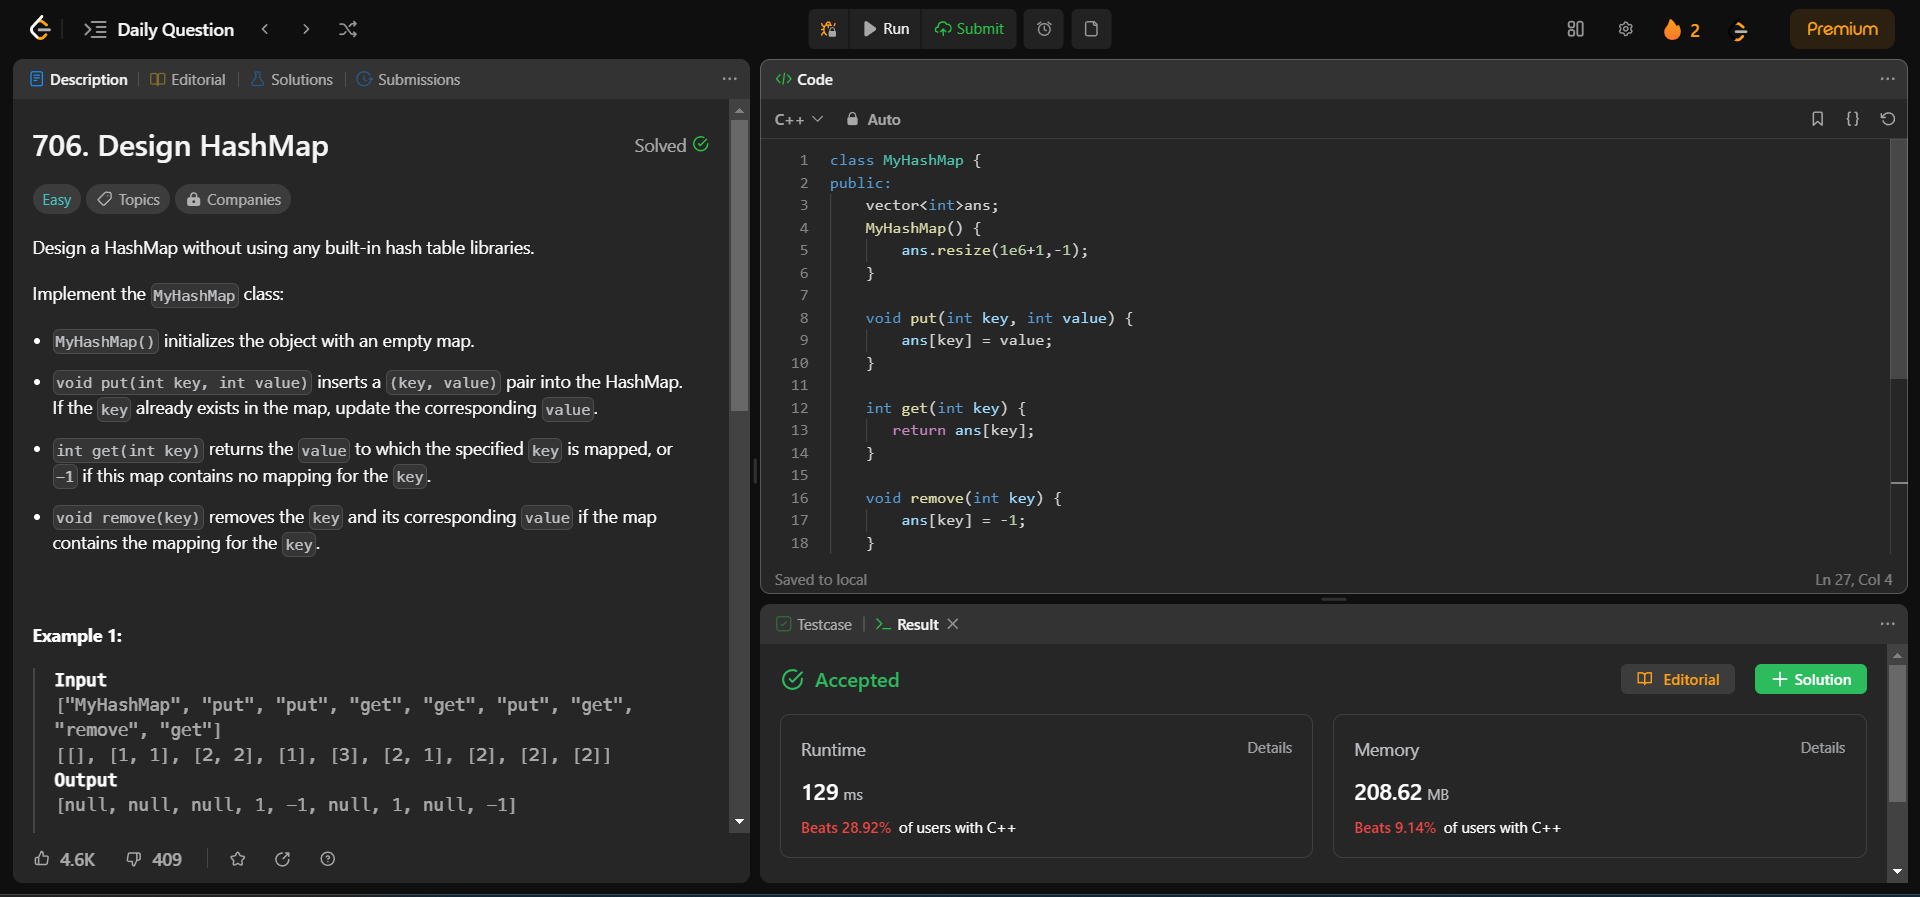 Daily Question
Run
Submit
2
Premium
Description
Editorial
Solutions
Submissions
706. Design HashMap
Solved
Easy
Topics
Companies
Design a HashMap without using any built-in hash table libraries.
Implement the MyHashMap class:
• MyHashMap() initializes the object with an empty map.
• void put(int key, int value) inserts a (key, value) pair into the HashMap.
If the key already exists in the map, update the corresponding value.
• int get(int key) returns the value to which the specified key is mapped, or
-1 if this map contains no mapping for the key.
• void remove(key) removes the key and its corresponding value if the map
contains the mapping for the key.
Example 1:
Input
["MyHashMap", "put", "put", "get", "get", "put", "get",
"remove", "get"]
[[], [1, 1], [2, 2], [1], [3], [2, 1], [2], [2], [2]]
Output
[null, null, null, 1, -1, null, 1, null, -1]
4.6K
409
</> Code
C++
Auto
1 class MyHashMap {
2 public:
3     vector<int>ans;
4     MyHashMap() {
5         ans.resize(1e6+1,-1);
6     }
7
8     void put(int key, int value) {
9         ans[key] = value;
10     }
11
12     int get(int key) {
13        return ans[key];
14     }
15
16     void remove(int key) {
17         ans[key] = -1;
18     }
Saved to local
Ln 27, Col 4
Testcase
Result
Accepted
Editorial
Solution
Runtime
Details
129 ms
Beats 28.92% of users with C++
Memory
Details
208.62 MB
Beats 9.14% of users with C++